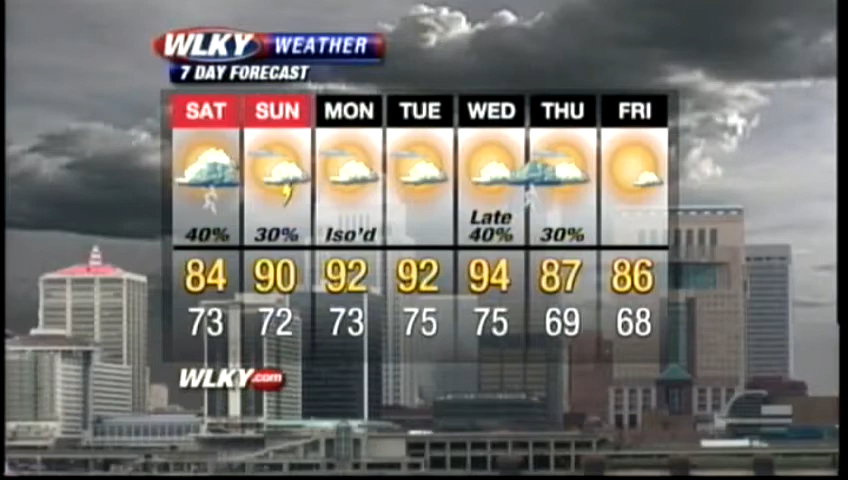 WLKY WEATHER
7 DAY FORECAST
SAT SUN MON TUE WED THU FRI
Late
40% 30% Iso'd 40% 30%
84 90 92 92 94 87 86
73 72 73 75 75 69 68
WLKY.com